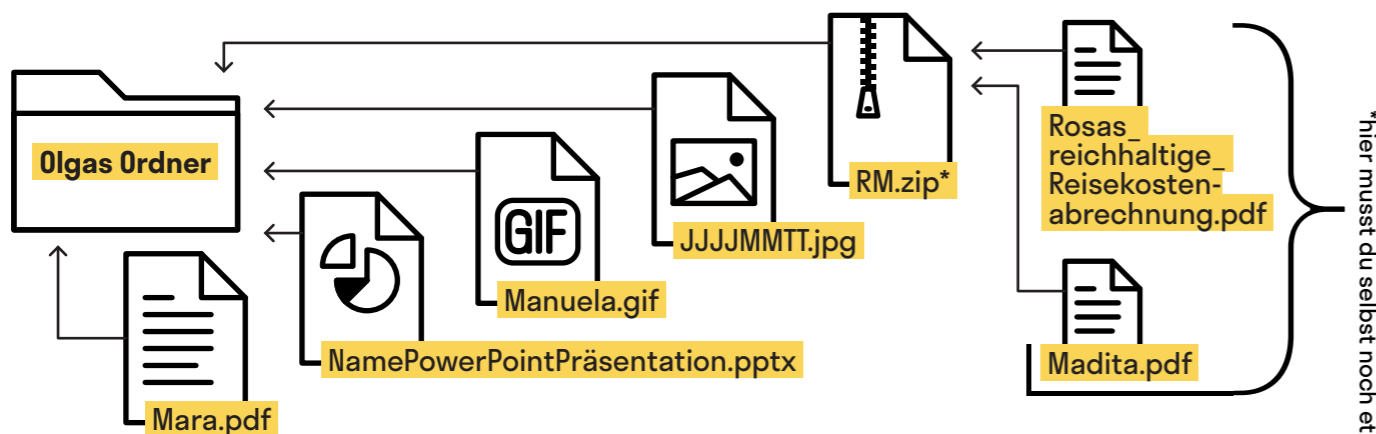 Olgas Ordner
Mara.pdf
NamePowerPointPräsentation.pptx
GIF
Manuela.gif
JJJJMMTT.jpg
RM.zip*
Rosas_
reichhaltige_
Reisekosten-
abrechnung.pdf
Madita.pdf
*hier musst du selbst noch et